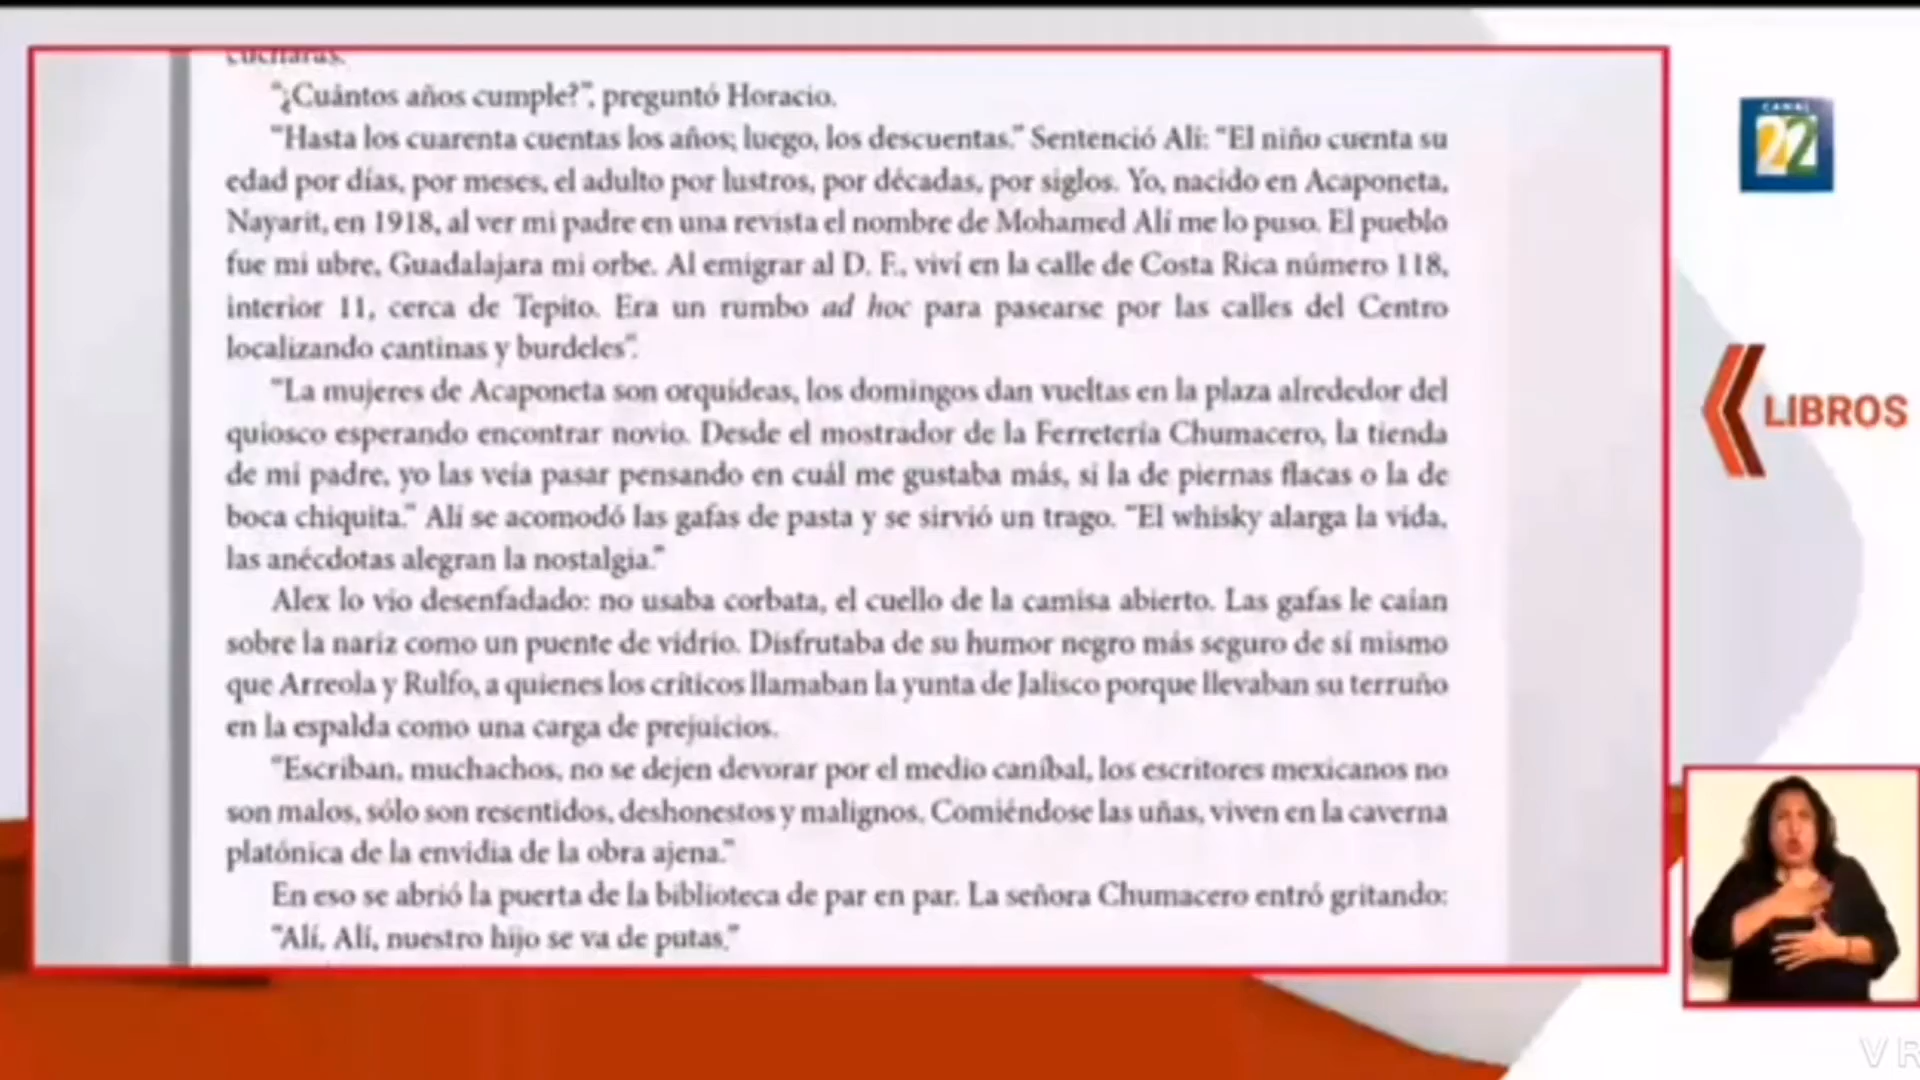 cucharas.
"¿Cuántos años cumple?", preguntó Horacio.
"Hasta los cuarenta cuentas los años; luego, los descuentas." Sentenció Alí: "El niño cuenta su
edad por días, por meses, el adulto por lustros, por décadas, por siglos. Yo, nacido en Acaponeta,
Nayarit, en 1918, al ver mi padre en una revista el nombre de Mohamed Alí me lo puso. El pueblo
fue mi ubre, Guadalajara mi orbe. Al emigrar al D. F., viví en la calle de Costa Rica número 118,
interior 11, cerca de Tepito. Era un rumbo ad hoc para pasearse por las calles del Centro
localizando cantinas y burdeles".
"La mujeres de Acaponeta son orquídeas, los domingos dan vueltas en la plaza alrededor del
quiosco esperando encontrar novio. Desde el mostrador de la Ferretería Chumacero, la tienda
de mi padre, yo las veía pasar pensando en cuál me gustaba más, si la de piernas flacas o la de
boca chiquita." Alí se acomodó las gafas de pasta y se sirvió un trago. "El whisky alarga la vida,
las anécdotas alegran la nostalgia."
Alex lo vio desenfadado: no usaba corbata, el cuello de la camisa abierto. Las gafas le caían
sobre la nariz como un puente de vidrio. Disfrutaba de su humor negro más seguro de sí mismo
que Arreola y Rulfo, a quienes los críticos llamaban la yunta de Jalisco porque llevaban su terruño
en la espalda como una carga de prejuicios.
"Escriban, muchachos, no se dejen devorar por el medio caníbal, los escritores mexicanos no
son malos, sólo son resentidos, deshonestos y malignos. Comiéndose las uñas, viven en la caverna
platónica de la envidia de la obra ajena."
En eso se abrió la puerta de la biblioteca de par en par. La señora Chumacero entró gritando:
"Alí, Alí, nuestro hijo se va de putas."
CANAL
22
LIBROS
VR